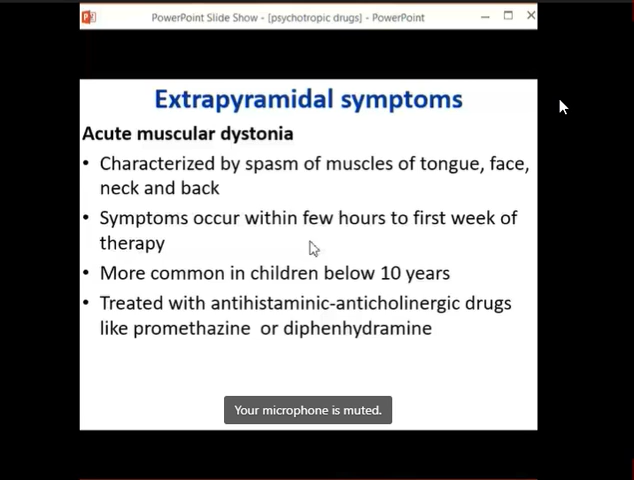 PowerPoint Slide Show - [psychotropic drugs] - PowerPoint
Extrapyramidal symptoms
Acute muscular dystonia
• Characterized by spasm of muscles of tongue, face,
neck and back
• Symptoms occur within few hours to first week of
therapy
• More common in children below 10 years
• Treated with antihistaminic-anticholinergic drugs
like promethazine or diphenhydramine
Your microphone is muted.